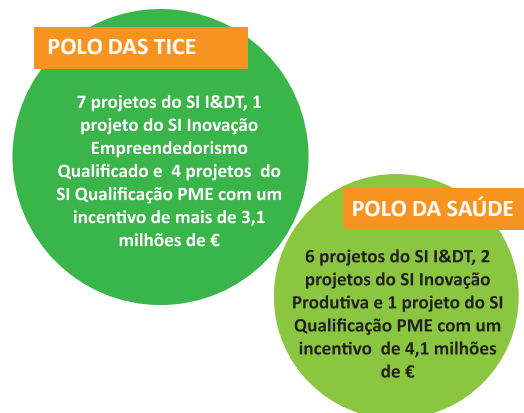 POLO DAS TICE
7 projetos do SI I&DT, 1
projeto do SI Inovação
Empreendedorismo
Qualificado e 4 projetos do
SI Qualificação PME com um
incentivo de mais de 3,1
milhões de €
POLO DA SAÚDE
6 projetos do SI I&DT, 2
projetos do SI Inovação
Produtiva e 1 projeto do SI
Qualificação PME com um
incentivo de 4,1 milhões
de €